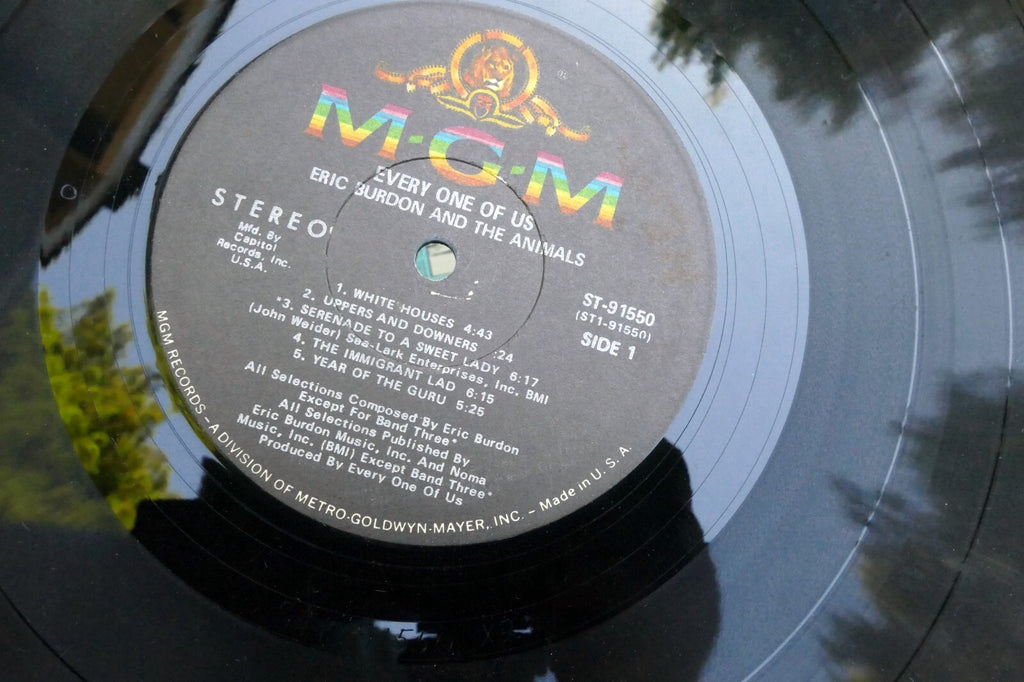 ®
M·G·M
EVERY ONE OF US
ERIC BURDON AND THE ANIMALS
STEREO
Mfd. By
Capitol
Records, Inc.
U.S.A.
ST-91550
(ST1-91550)
SIDE 1
1. WHITE HOUSES 4:43
2. UPPERS AND DOWNERS :24
*3. SERENADE TO A SWEET LADY 6:17
(John Weider) Sea-Lark Enterprises, Inc. BMI
4. THE IMMIGRANT LAD 6:15
5. YEAR OF THE GURU 5:25
All Selections Composed By Eric Burdon
Except For Band Three*
All Selections Published By
Eric Burdon Music, Inc. And Noma
Music, Inc. (BMI) Except Band Three*
Produced By Every One Of Us
MGM RECORDS – A DIVISION OF METRO-GOLDWYN-MAYER, INC. – Made in U. S. A.